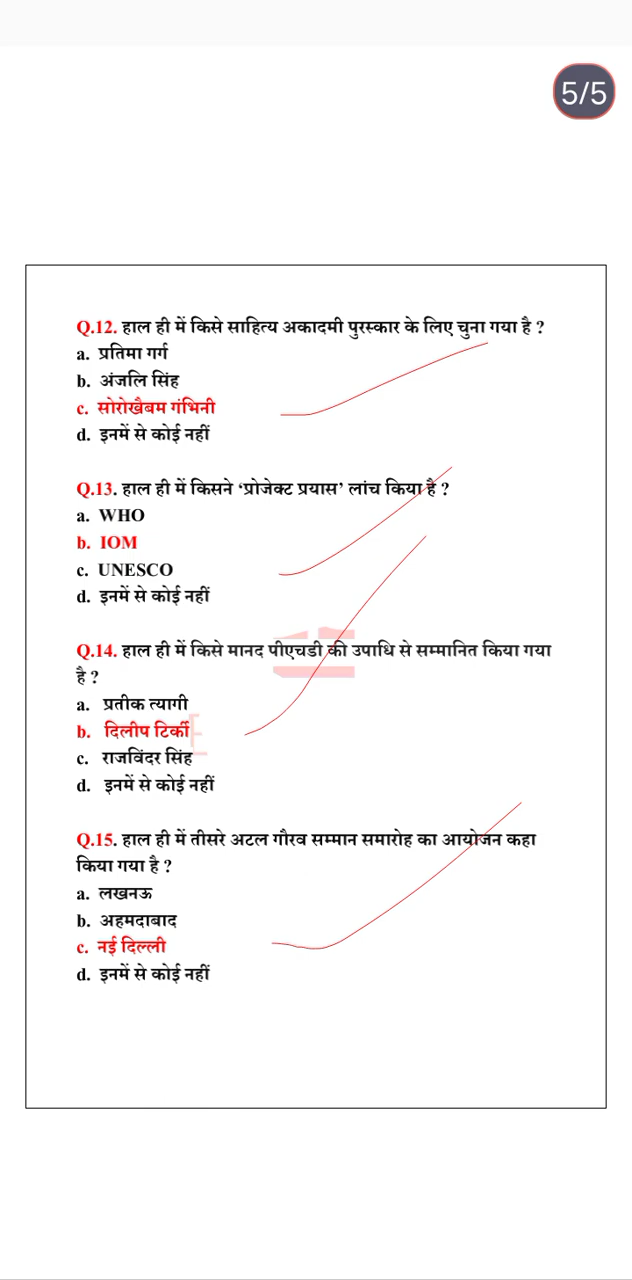 5/5
Q.12. हाल ही में किसे साहित्य अकादमी पुरस्कार के लिए चुना गया है ?
a. प्रतिमा गर्ग
b. अंजलि सिंह
c. सोरोखैबम गंभिनी
d. इनमें से कोई नहीं
Q.13. हाल ही में किसने ‘प्रोजेक्ट प्रयास’ लांच किया है ?
a. WHO
b. IOM
c. UNESCO
d. इनमें से कोई नहीं
Q.14. हाल ही में किसे मानद पीएचडी की उपाधि से सम्मानित किया गया
है ?
a. प्रतीक त्यागी
b. दिलीप टिर्की
c. राजविंदर सिंह
d. इनमें से कोई नहीं
Q.15. हाल ही में तीसरे अटल गौरव सम्मान समारोह का आयोजन कहा
किया गया है ?
a. लखनऊ
b. अहमदाबाद
c. नई दिल्ली
d. इनमें से कोई नहीं